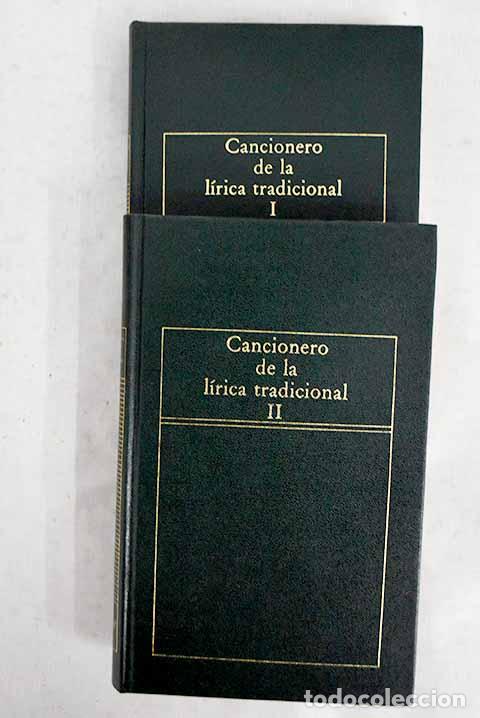 Cancionero
de la
lírica tradicional
I
Cancionero
de la
lírica tradicional
II
todocoleccion